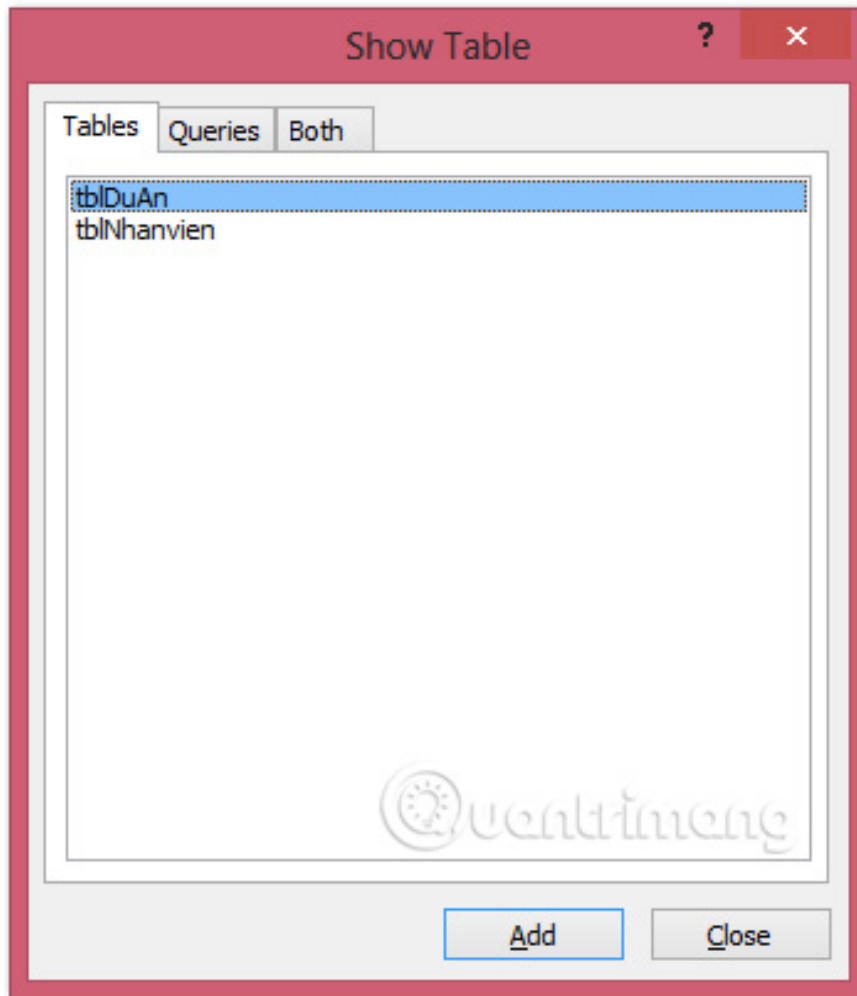 Show Table
?
×
Tables Queries Both
tblDuAn
tblNhanvien
Quantrimang
Add Close